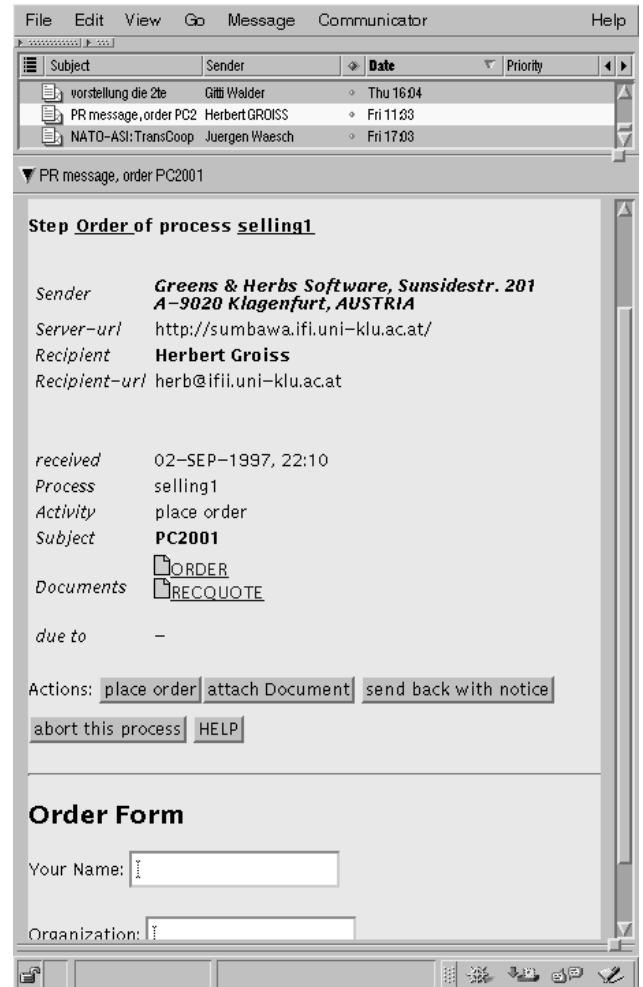 File Edit View Go Message Communicator Help
Subject Sender Date Priority
vorstellung die 2te Gitti Walder Thu 16:04
PR message, order PC2 Herbert GROISS Fri 11:33
NATO-ASI: TransCoop Juergen Waesch Fri 17:03
PR message, order PC2001
Step Order of process selling1
Sender Greens & Herbs Software, Sunsidestr. 201
A-9020 Klagenfurt, AUSTRIA
Server-url http://sumbawa.ifi.uni-klu.ac.at/
Recipient Herbert Groiss
Recipient-url herb@ifii.uni-klu.ac.at
received 02-SEP-1997, 22:10
Process selling1
Activity place order
Subject PC2001
Documents ORDER
RECQUOTE
due to -
Actions: place order attach Document send back with notice
abort this process HELP
Order Form
Your Name:
Organization: